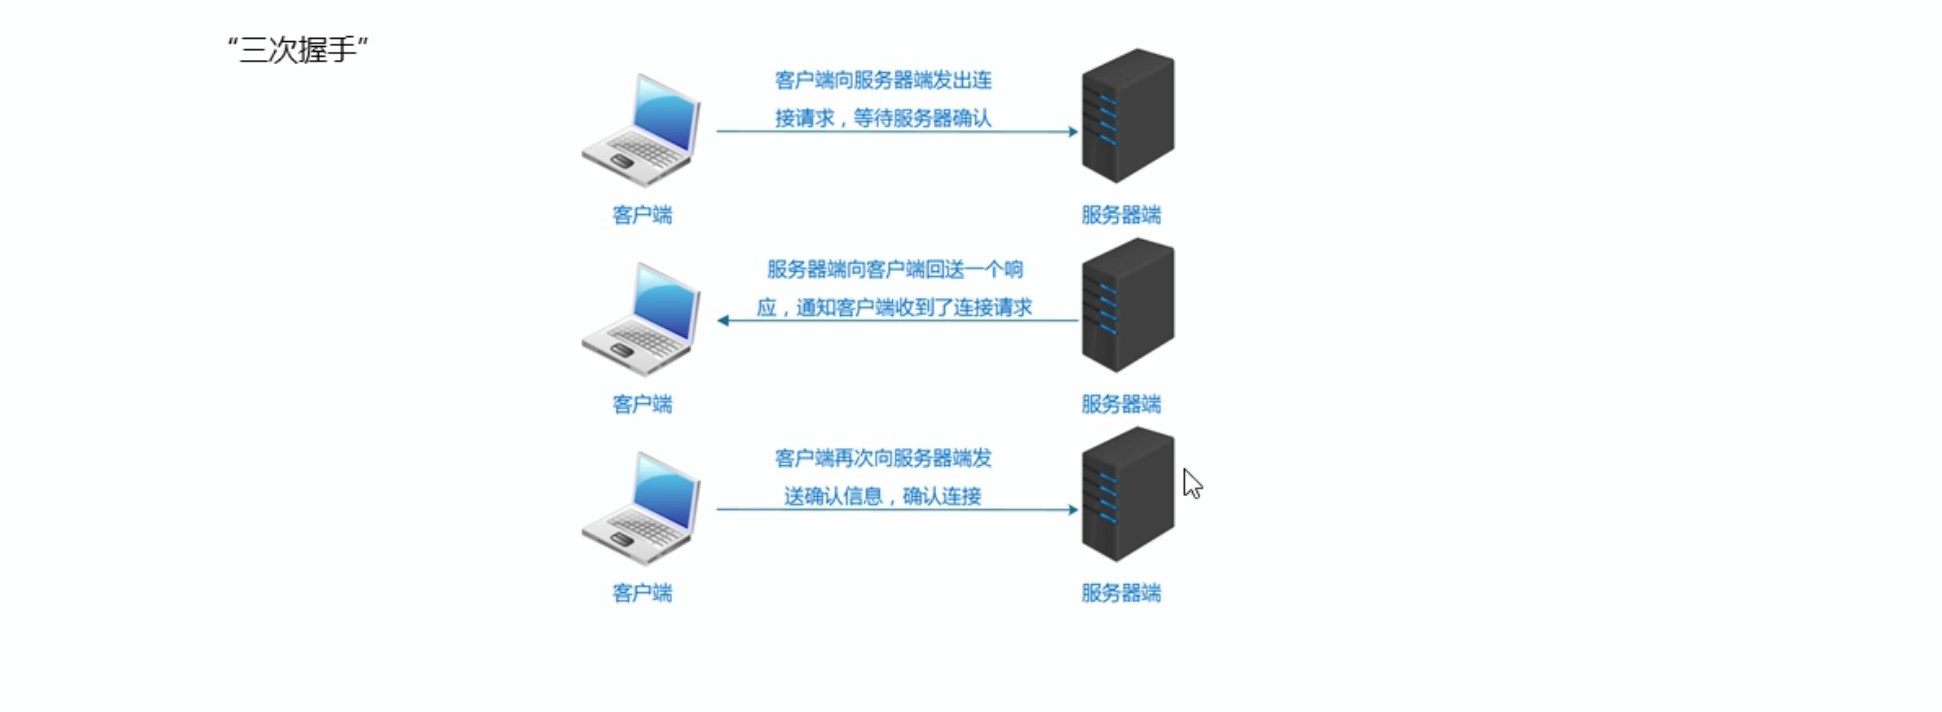 “三次握手”
客户端向服务器端发出连
接请求，等待服务器确认
客户端
服务器端
服务器端向客户端回送一个响
应，通知客户端收到了连接请求
客户端
服务器端
客户端再次向服务器端发
送确认信息，确认连接
客户端
服务器端